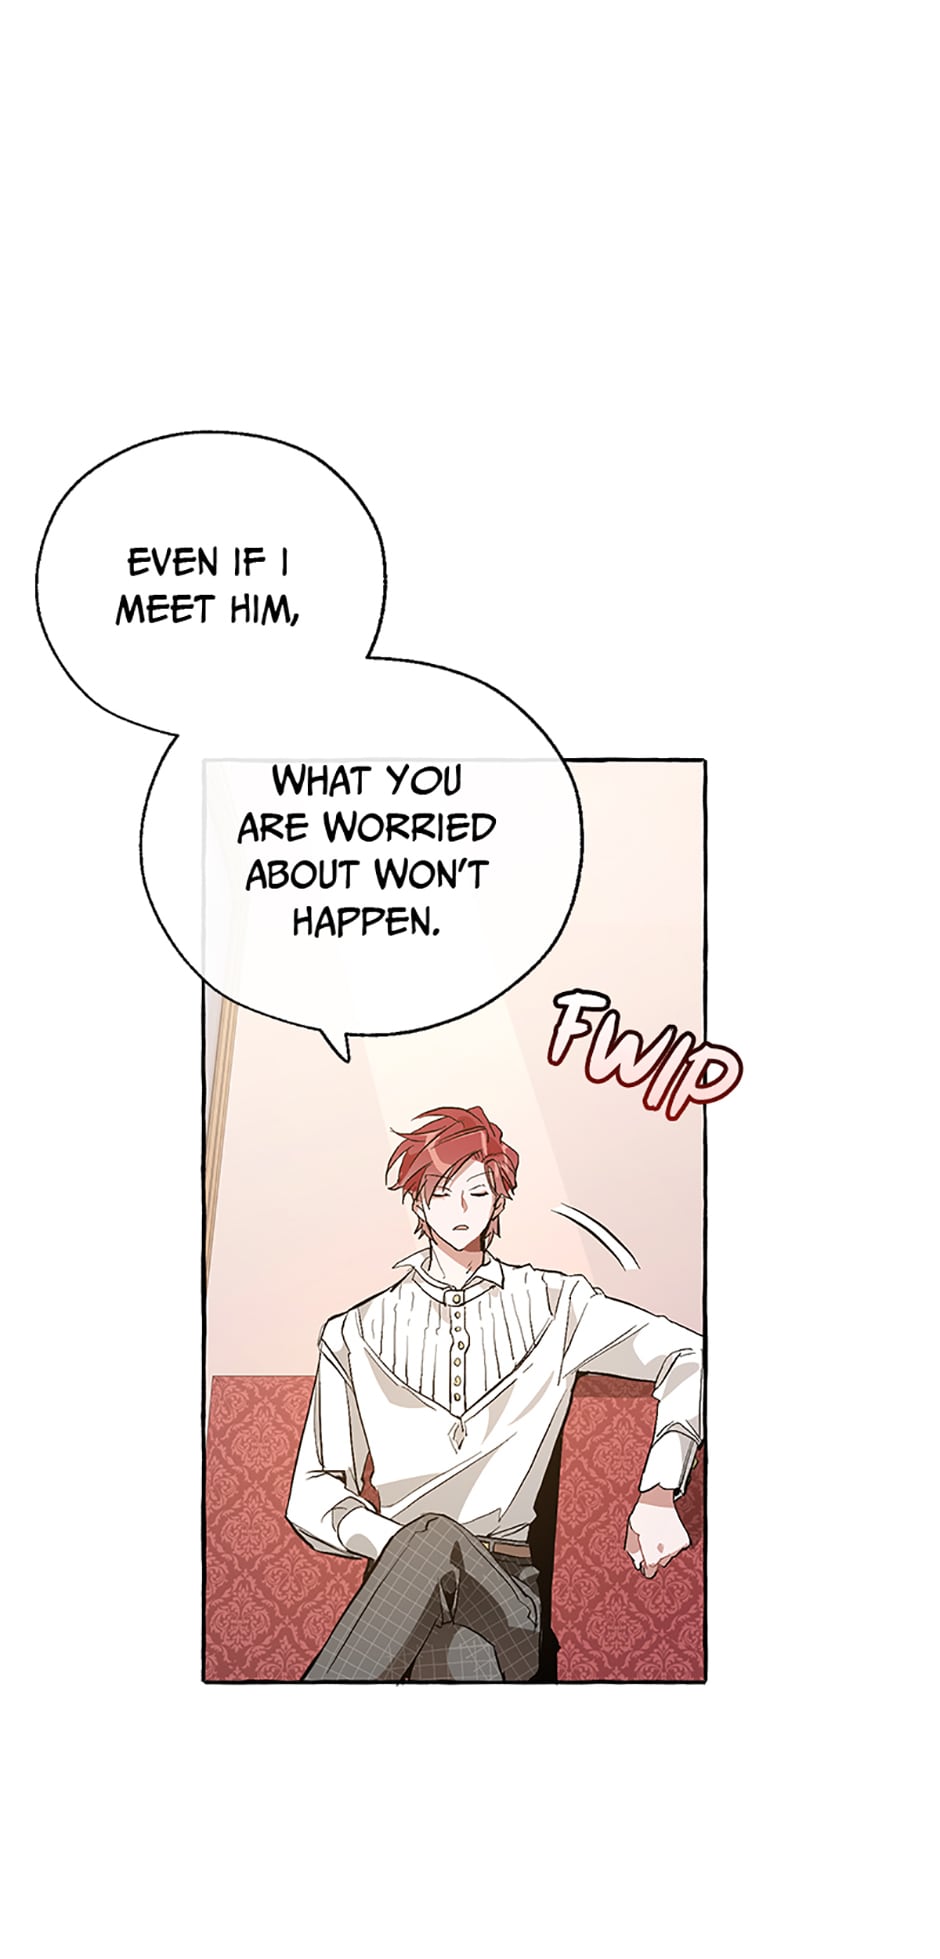 EVEN IF I
MEET HIM,
WHAT YOU
ARE WORRIED
ABOUT WON'T
HAPPEN.
FWIP